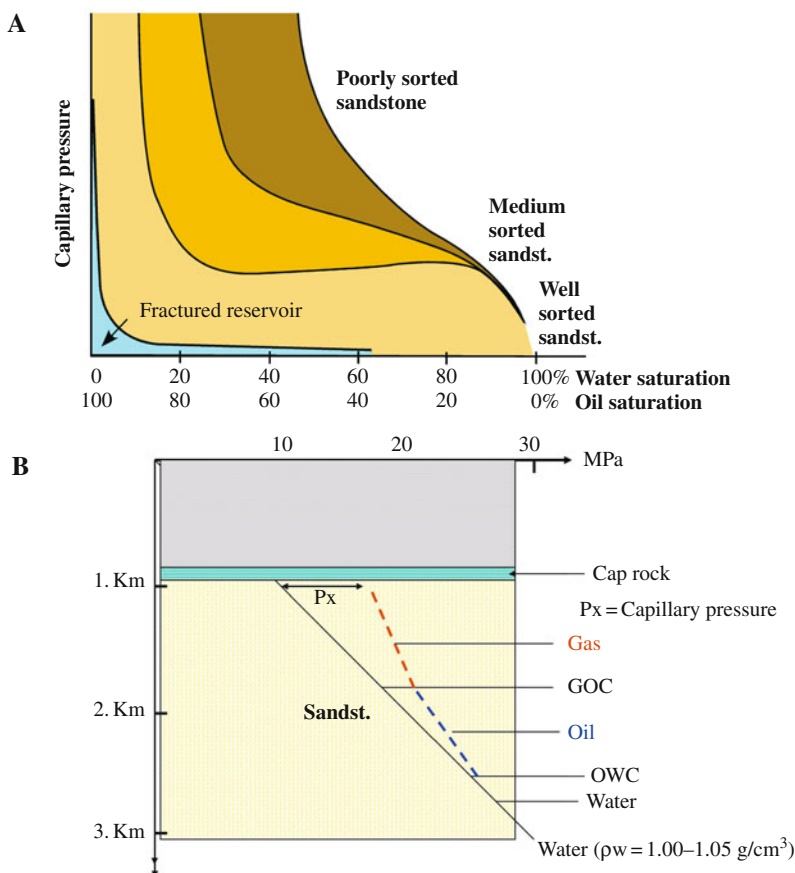 A
Capillary pressure
Poorly sorted
sandstone
Medium
sorted
sandst.
Well
sorted
sandst.
Fractured reservoir
0 20 40 60 80 100% Water saturation
100 80 60 40 20 0% Oil saturation
B
10 20 30
MPa
1. Km
Cap rock
Px
Px = Capillary pressure
Gas
GOC
2. Km
Sandst.
Oil
OWC
Water
3. Km
Water (ρw = 1.00–1.05 g/cm³)